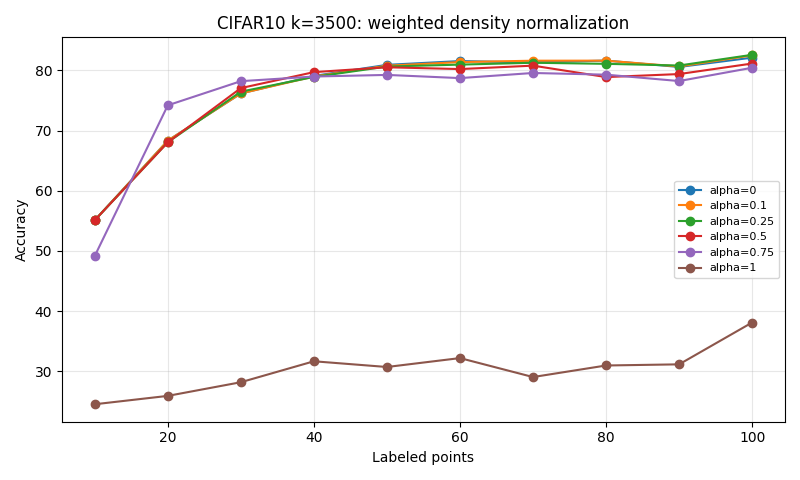 CIFAR10 k=3500: weighted density normalization
80
70
60
50
40
30
Accuracy
alpha=0
alpha=0.1
alpha=0.25
alpha=0.5
alpha=0.75
alpha=1
20
40
60
80
100
Labeled points